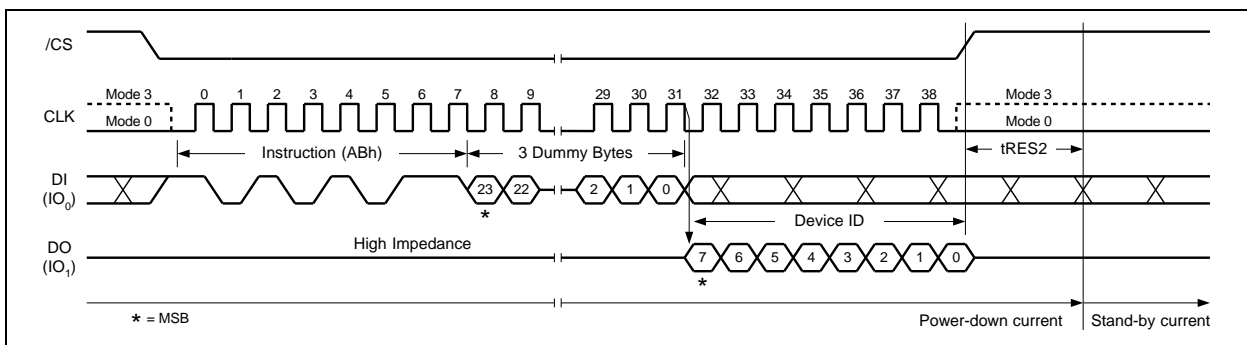 /CS
Mode 3 0 1 2 3 4 5 6 7 8 9 29 30 31 32 33 34 35 36 37 38 Mode 3
CLK
Mode 0 Mode 0
Instruction (ABh) 3 Dummy Bytes tRES2
DI
(IO0) 23 22 2 1 0
* Device ID
DO
(IO1) High Impedance 7 6 5 4 3 2 1 0
*
* = MSB Power-down current Stand-by current